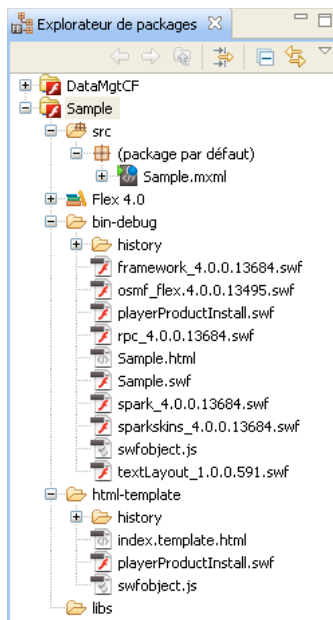 Explorateur de packages
DataMgtCF
Sample
src
(package par défaut)
Sample.mxml
Flex 4.0
bin-debug
history
framework_4.0.0.13684.swf
osmf_flex.4.0.0.13495.swf
playerProductInstall.swf
rpc_4.0.0.13684.swf
Sample.html
Sample.swf
spark_4.0.0.13684.swf
sparkskins_4.0.0.13684.swf
swfobject.js
textLayout_1.0.0.591.swf
html-template
history
index.template.html
playerProductInstall.swf
swfobject.js
libs